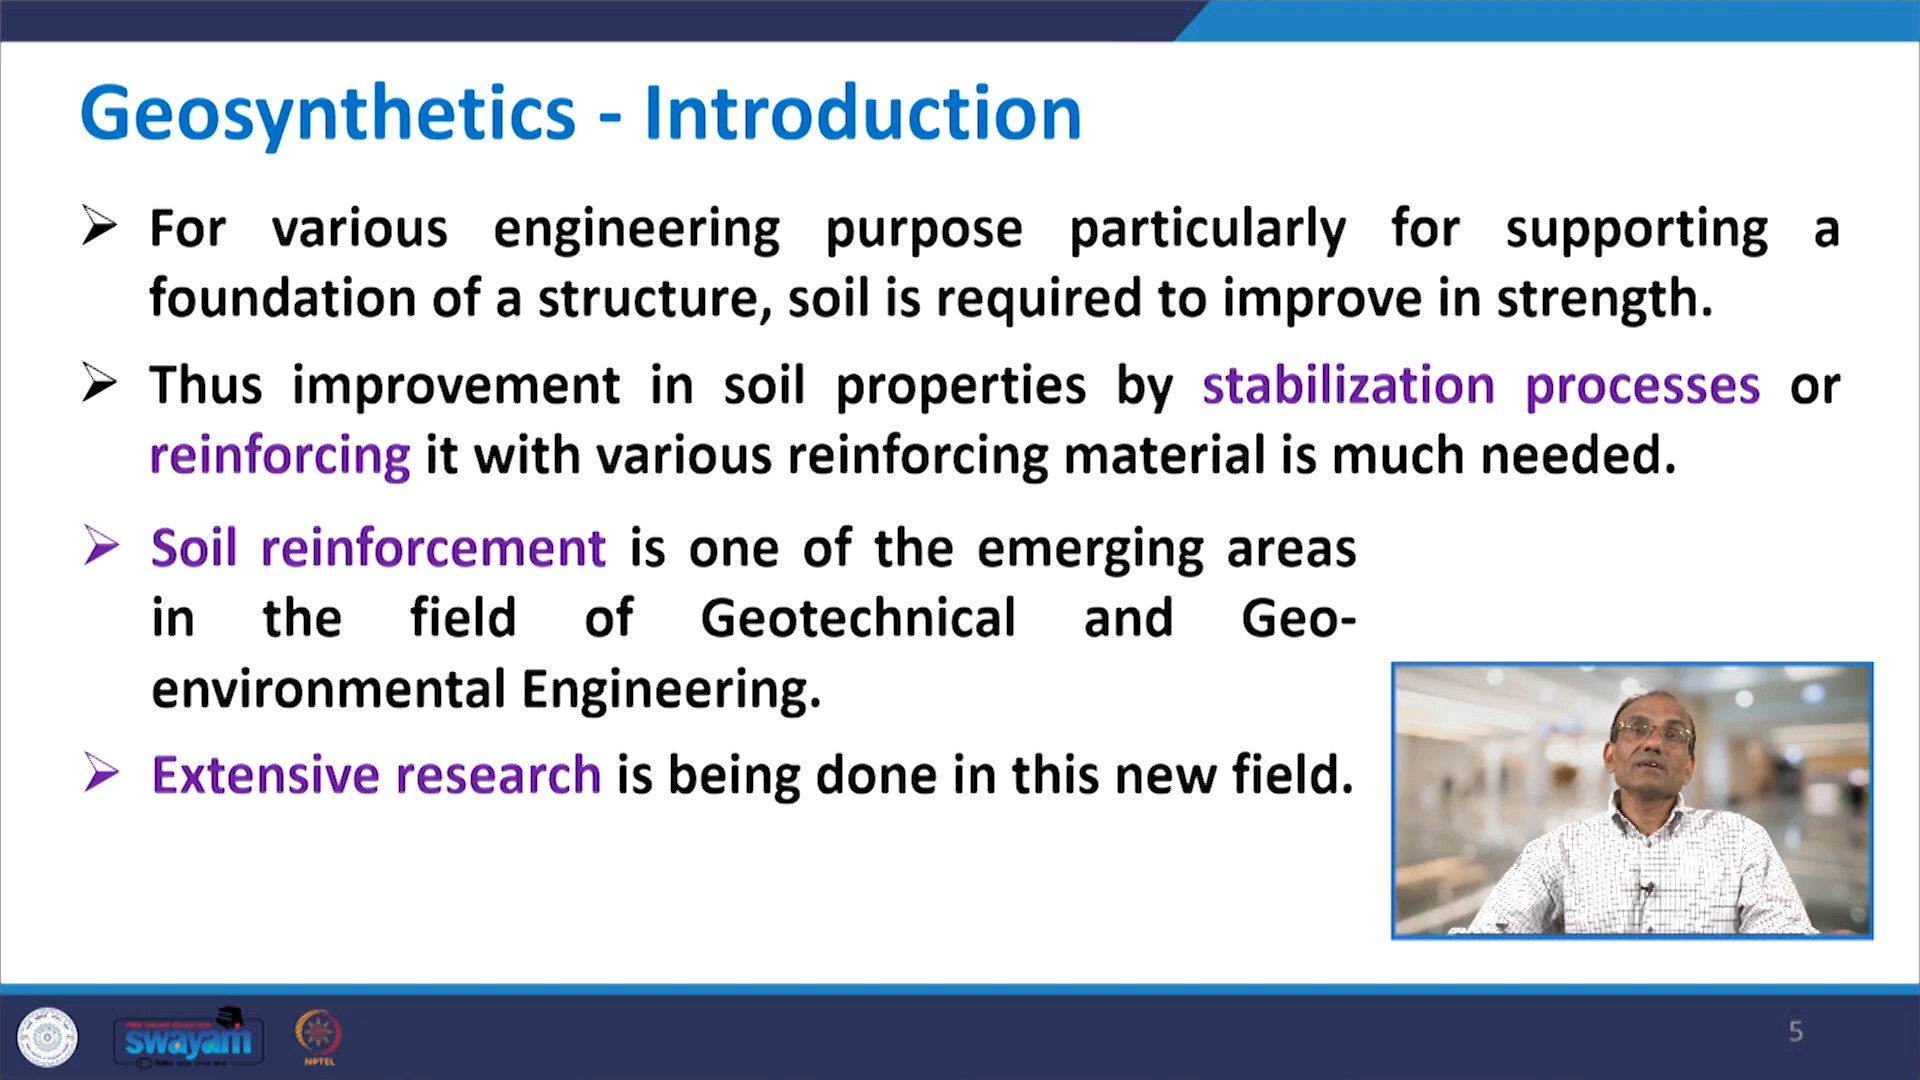 Geosynthetics - Introduction
For various engineering purpose particularly for supporting a
foundation of a structure, soil is required to improve in strength.
Thus improvement in soil properties by stabilization processes or
reinforcing it with various reinforcing material is much needed.
Soil reinforcement is one of the emerging areas
in the field of Geotechnical and Geo-
environmental Engineering.
Extensive research is being done in this new field.
swayam
NPTEL
5